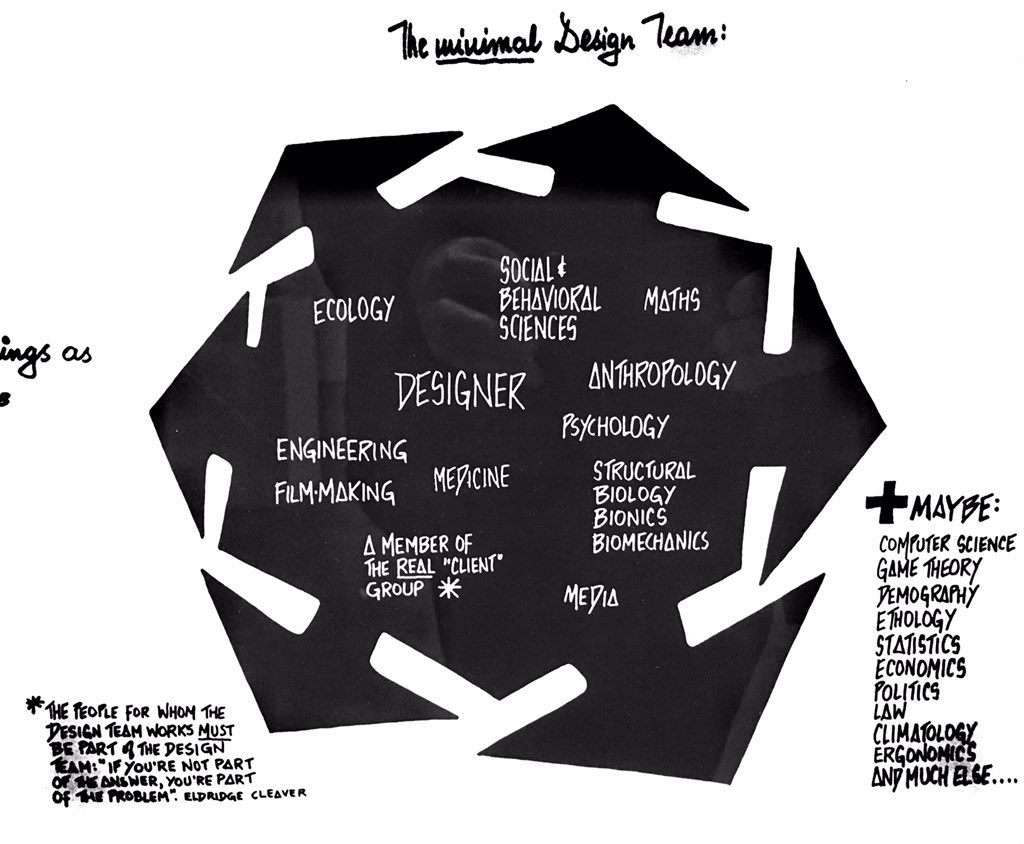 The minimal Design Team:
ings as
ECOLOGY
SOCIAL &
BEHAVIORAL
SCIENCES
MATHS
DESIGNER
ANTHROPOLOGY
PSYCHOLOGY
ENGINEERING
FILM-MAKING
MEDICINE
STRUCTURAL
BIOLOGY
BIONICS
BIOMECHANICS
A MEMBER OF
THE REAL "CLIENT"
GROUP *
MEDIA
+ MAYBE:
COMPUTER SCIENCE
GAME THEORY
DEMOGRAPHY
ETHOLOGY
STATISTICS
ECONOMICS
POLITICS
LAW
CLIMATOLOGY
ERGONOMICS
AND MUCH ELSE....
* THE PEOPLE FOR WHOM THE
DESIGN TEAM WORKS MUST
BE PART of THE DESIGN
TEAM: "IF YOU'RE NOT PART
OF THE ANSWER, YOU'RE PART
OF THE PROBLEM". ELDRIDGE CLEAVER